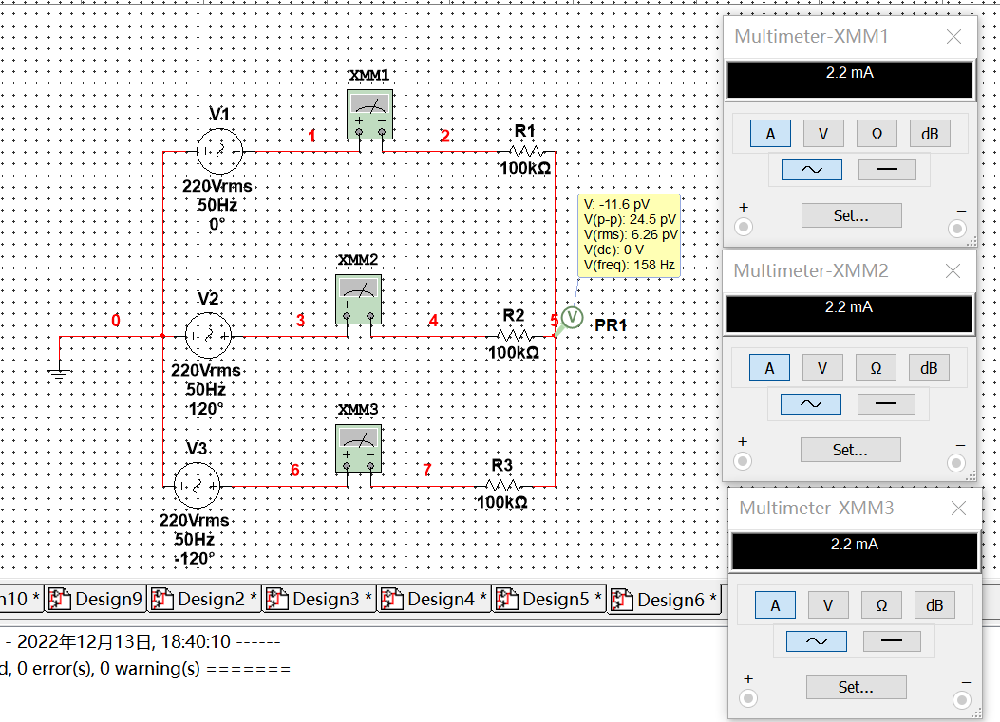 XMM1
V1
1
2
R1
220Vrms
50Hz
0°
100kΩ
V: -11.6 pV
V(p-p): 24.5 pV
V(rms): 6.26 pV
V(dc): 0 V
V(freq): 158 Hz
XMM2
V2
0
3
4
R2
5
V
PR1
220Vrms
50Hz
120°
100kΩ
XMM3
V3
6
7
R3
220Vrms
50Hz
-120°
100kΩ
Multimeter-XMM1
2.2 mA
A V Ω dB
+ −
Set...
Multimeter-XMM2
2.2 mA
A V Ω dB
+ −
Set...
Multimeter-XMM3
2.2 mA
A V Ω dB
+ −
Set...
n10 * Design9 Design2 * Design3 * Design4 * Design5 * Design6 *
- 2022年12月13日, 18:40:10 ------
d, 0 error(s), 0 warning(s) =======